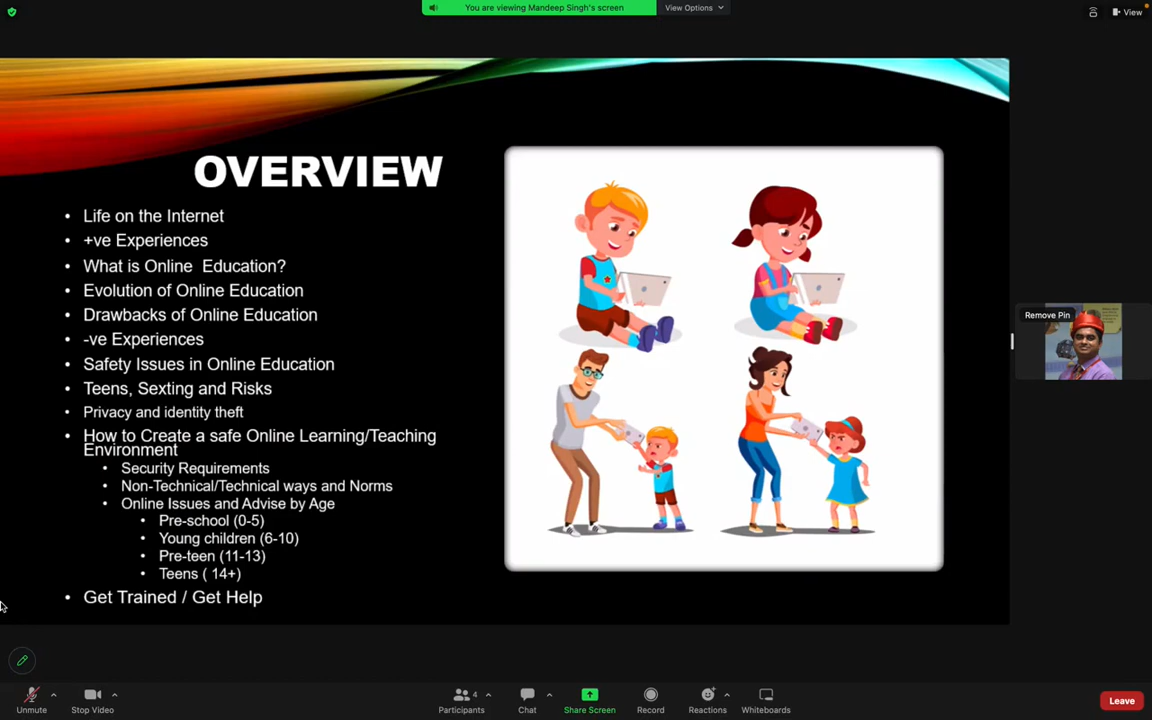 You are viewing Mandeep Singh's screen
View Options
View
OVERVIEW
• Life on the Internet
• +ve Experiences
• What is Online Education?
• Evolution of Online Education
• Drawbacks of Online Education
• -ve Experiences
• Safety Issues in Online Education
• Teens, Sexting and Risks
• Privacy and identity theft
• How to Create a safe Online Learning/Teaching
Environment
• Security Requirements
• Non-Technical/Technical ways and Norms
• Online Issues and Advise by Age
• Pre-school (0-5)
• Young children (6-10)
• Pre-teen (11-13)
• Teens ( 14+)
• Get Trained / Get Help
Remove Pin
Unmute
Stop Video
4
Participants
Chat
Share Screen
Record
Reactions
Whiteboards
Leave